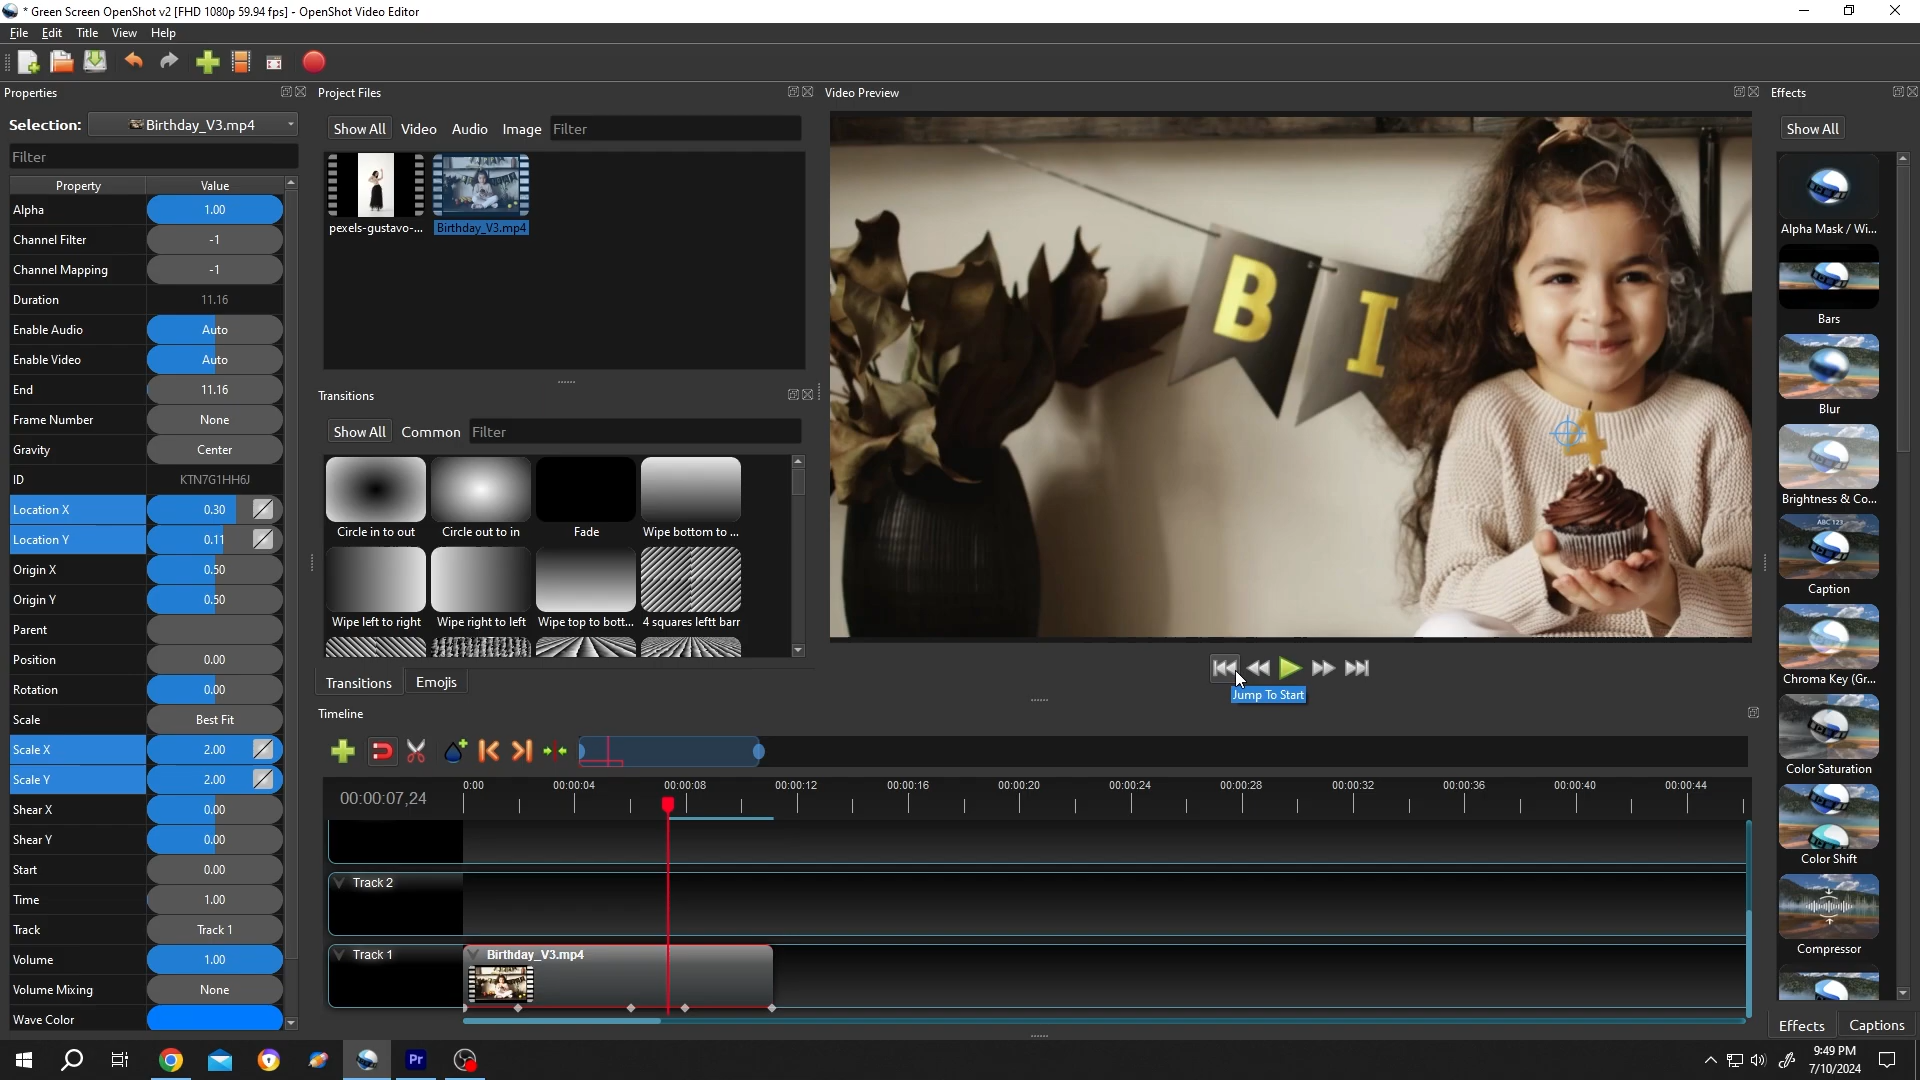 * Green Screen OpenShot v2 [FHD 1080p 59.94 fps] - OpenShot Video Editor
File Edit Title View Help
Properties
Selection: Birthday_V3.mp4
Filter
Property Value
Alpha 1.00
Channel Filter -1
Channel Mapping -1
Duration 11.16
Enable Audio Auto
Enable Video Auto
End 11.16
Frame Number None
Gravity Center
ID KTN7G1HH6J
Location X 0.30
Location Y 0.11
Origin X 0.50
Origin Y 0.50
Parent
Position 0.00
Rotation 0.00
Scale Best Fit
Scale X 2.00
Scale Y 2.00
Shear X 0.00
Shear Y 0.00
Start 0.00
Time 1.00
Track Track 1
Volume 1.00
Volume Mixing None
Wave Color
Project Files
Show All Video Audio Image Filter
pexels-gustavo-... Birthday_V3.mp4
Transitions
Show All Common Filter
Circle in to out Circle out to in Fade Wipe bottom to ...
Wipe left to right Wipe right to left Wipe top to bott... 4 squares leftt barr
Transitions Emojis
Video Preview
B I
4
Jump To Start
Effects
Show All
Alpha Mask / Wi...
Bars
Blur
Brightness & Co...
ABC 123
Caption
Chroma Key (Gr...
Color Saturation
Color Shift
Compressor
Effects Captions
Timeline
00:00:07,24
0:00 00:00:04 00:00:08 00:00:12 00:00:16 00:00:20 00:00:24 00:00:28 00:00:32 00:00:36 00:00:40 00:00:44
Track 2
Track 1
Birthday_V3.mp4
Pr
9:49 PM
7/10/2024